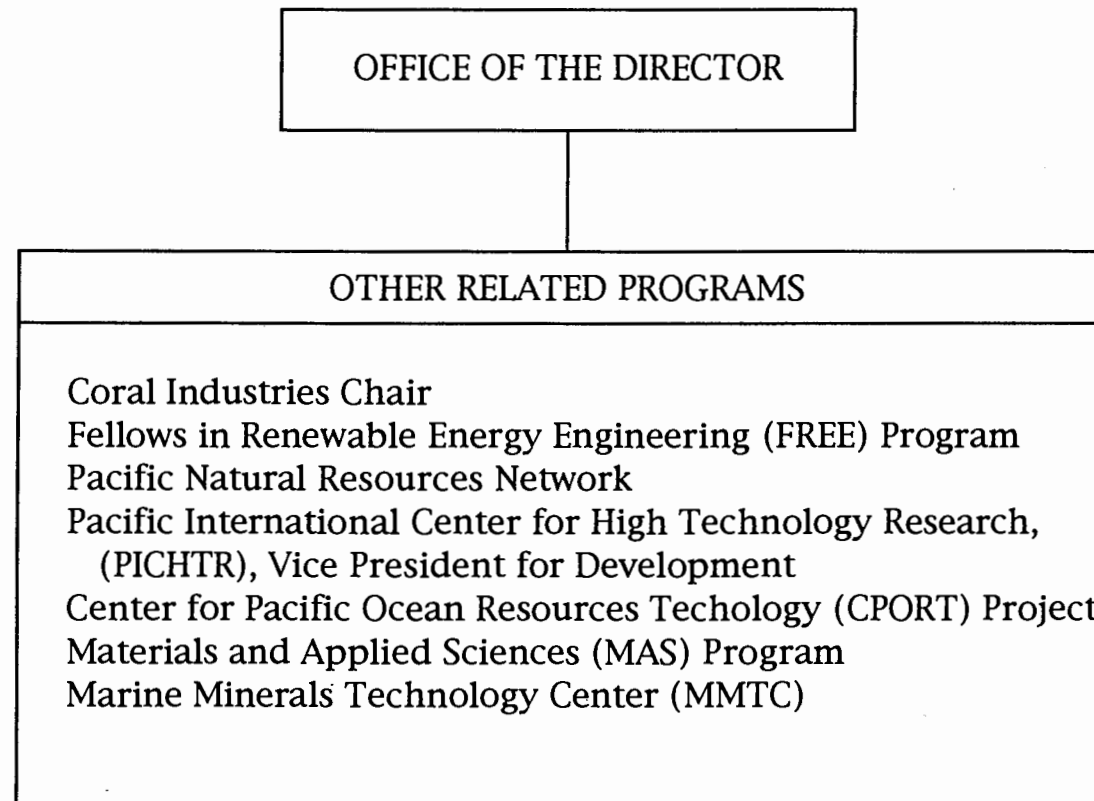 OFFICE OF THE DIRECTOR
OTHER RELATED PROGRAMS
Coral Industries Chair
Fellows in Renewable Energy Engineering (FREE) Program
Pacific Natural Resources Network
Pacific International Center for High Technology Research,
(PICHTR), Vice President for Development
Center for Pacific Ocean Resources Techology (CPORT) Project
Materials and Applied Sciences (MAS) Program
Marine Minerals Technology Center (MMTC)